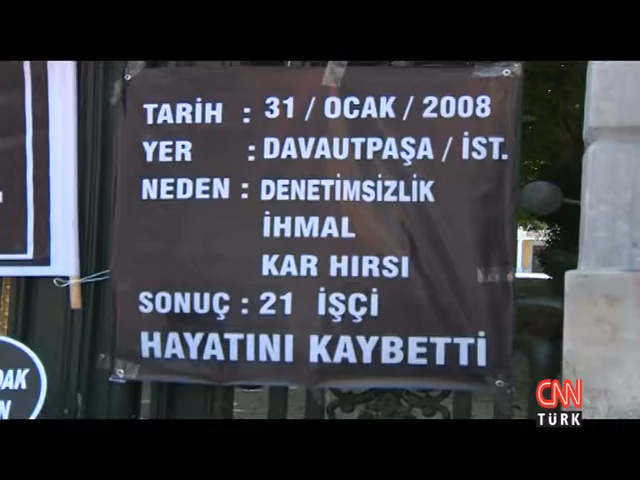 TARİH : 31 / OCAK / 2008
YER : DAVAUTPAŞA / İST.
NEDEN : DENETİMSİZLİK
İHMAL
KAR HIRSI
SONUÇ : 21 İŞÇİ
HAYATINI KAYBETTİ
CNN
TÜRK